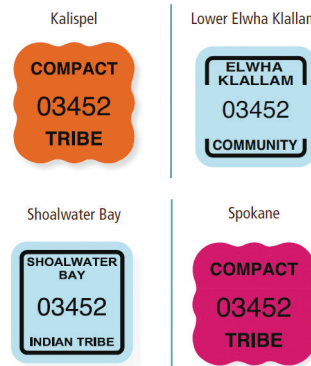 Kalispel
COMPACT
03452
TRIBE
Lower Elwha Klallam
ELWHA
KLALLAM
03452
COMMUNITY
Shoalwater Bay
SHOALWATER
BAY
03452
INDIAN TRIBE
Spokane
COMPACT
03452
TRIBE